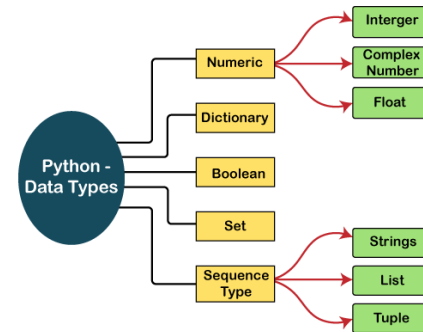 Python -
Data Types
Numeric
Dictionary
Boolean
Set
Sequence
Type
Interger
Complex
Number
Float
Strings
List
Tuple